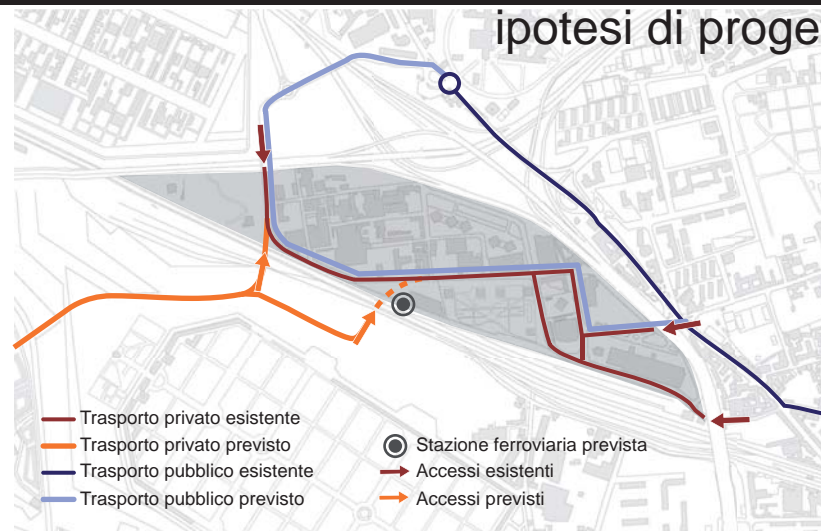 ipotesi di proge
Trasporto privato esistente
Trasporto privato previsto
Trasporto pubblico esistente
Trasporto pubblico previsto
Stazione ferroviaria prevista
Accessi esistenti
Accessi previsti